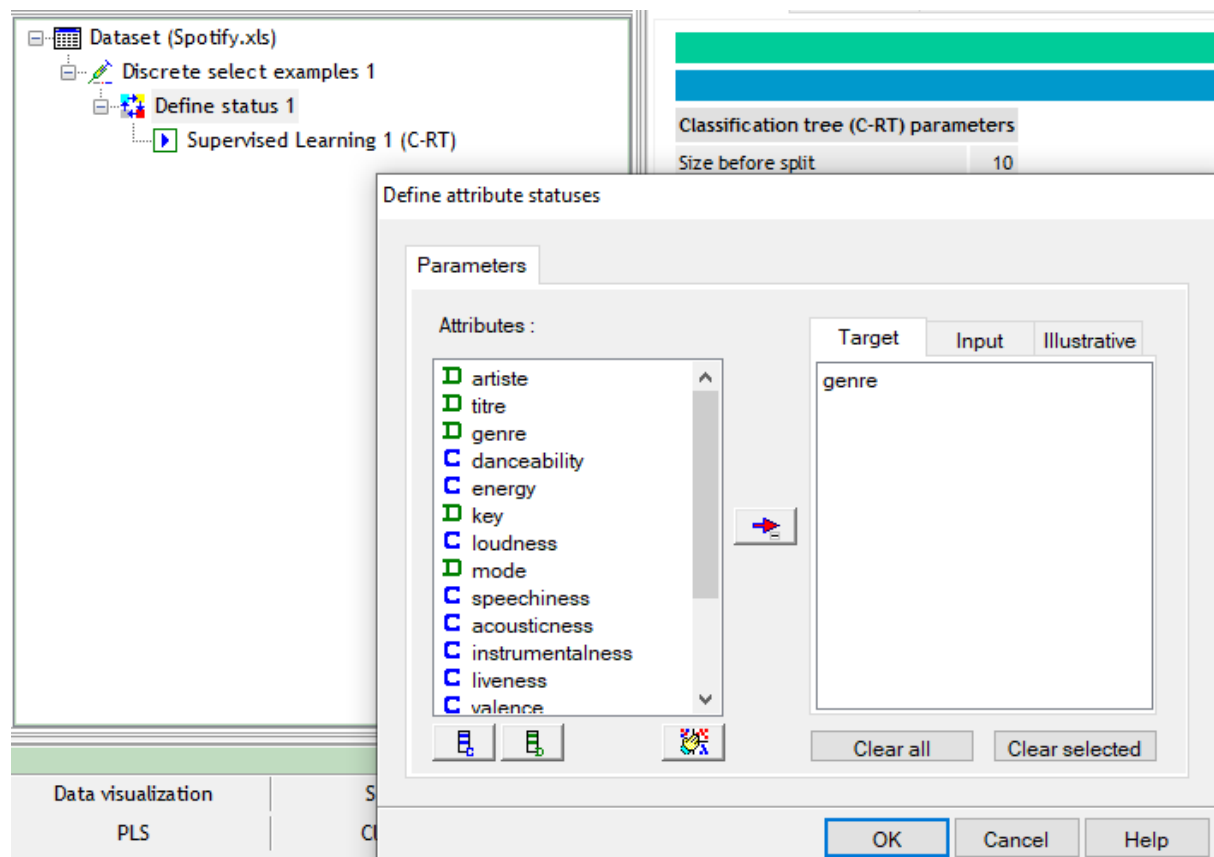 Dataset (Spotify.xls)
Discrete select examples 1
Define status 1
Supervised Learning 1 (C-RT)
Classification tree (C-RT) parameters
Size before split 10
Define attribute statuses
Parameters
Attributes :
D artiste
D titre
D genre
C danceability
C energy
D key
C loudness
D mode
C speechiness
C acousticness
C instrumentalness
C liveness
C valence
Target Input Illustrative
genre
Clear all Clear selected
Data visualization
PLS
OK Cancel Help